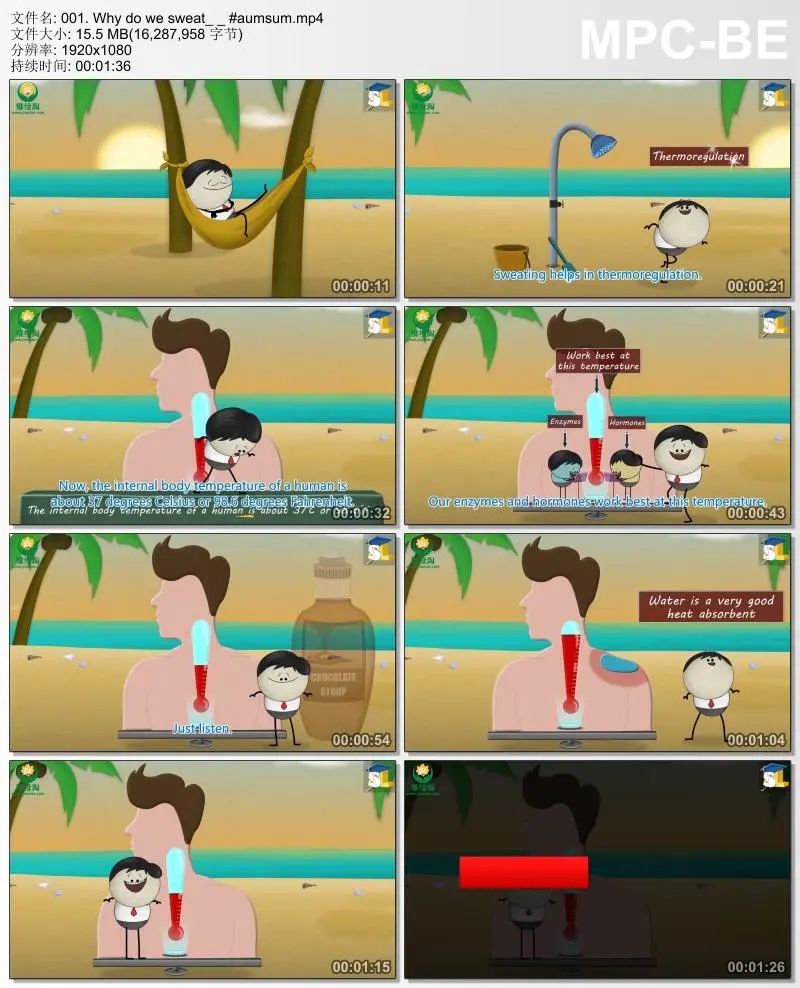 文件名: 001. Why do we sweat_ _ #aumsum.mp4
文件大小: 15.5 MB(16,287,958 字节)
分辨率: 1920x1080
持续时间: 00:01:36
MPC-BE
00:00:11
Thermoregulation
Sweating helps in thermoregulation.
00:00:21
Now, the internal body temperature of a human is
about 37 degrees Celsius or 98.6 degrees Fahrenheit.
The internal body temperature of a human is about 37°C or
00:00:32
Work best at
this temperature
Enzymes
Hormones
Our enzymes and hormones work best at this temperature.
00:00:43
CHOCOLATE
SYRUP
Just listen.
00:00:54
Water is a very good
heat absorbent
00:01:04
00:01:15
00:01:26